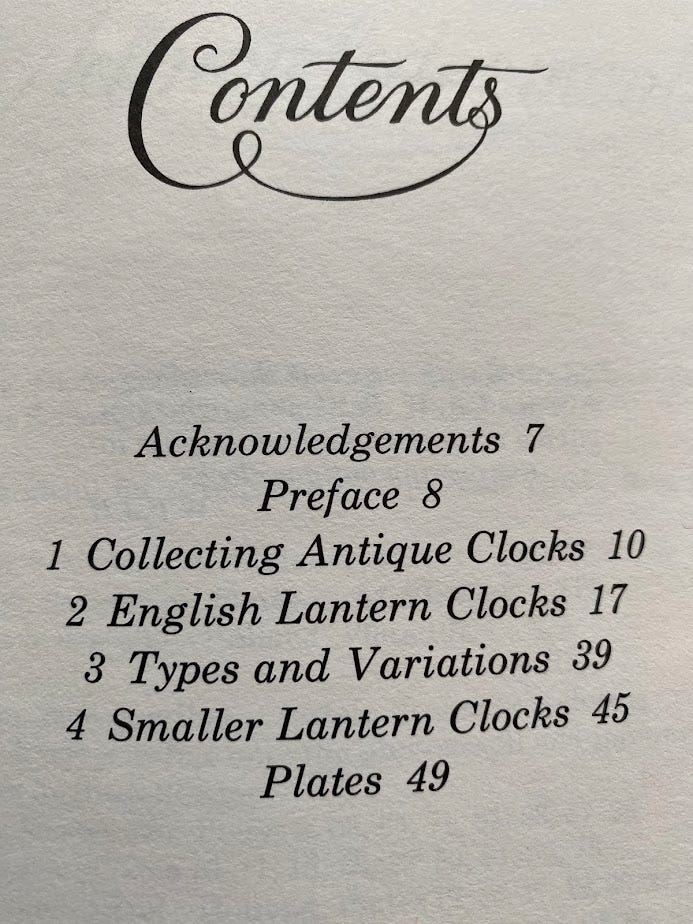 Contents
Acknowledgements 7
Preface 8
1 Collecting Antique Clocks 10
2 English Lantern Clocks 17
3 Types and Variations 39
4 Smaller Lantern Clocks 45
Plates 49